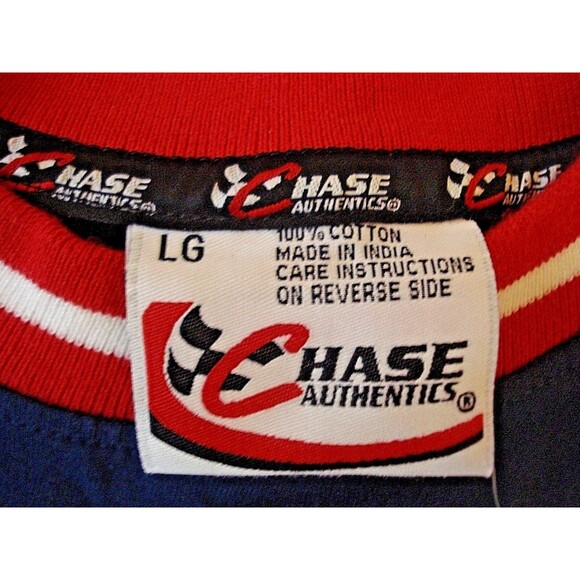 CHASE AUTHENTICS® CHASE AUTHENTICS® CHASE AUTHENTICS
LG
100% COTTON
MADE IN INDIA
CARE INSTRUCTIONS
ON REVERSE SIDE
CHASE
AUTHENTICS®